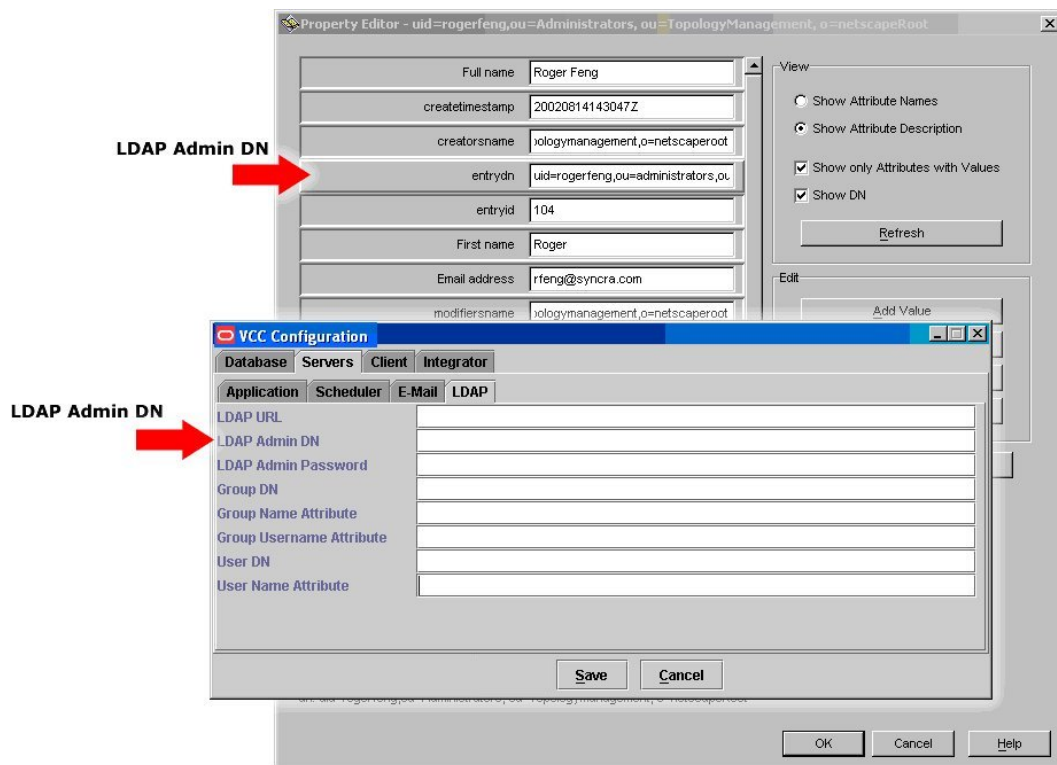 Property Editor - uid=rogerfeng,ou=Administrators, ou=TopologyManagement, o=netscapeRoot
Full name Roger Feng
createtimestamp 20020814143047Z
creatorsname ologymanagement,o=netscaperoot
LDAP Admin DN
entrydn uid=rogerfeng,ou=administrators,ou
entryid 104
First name Roger
Email address rfeng@syncra.com
modifiersname ologymanagement,o=netscaperoot
View
Show Attribute Names
Show Attribute Description
Show only Attributes with Values
Show DN
Refresh
Edit
Add Value
VCC Configuration
Database Servers Client Integrator
Application Scheduler E-Mail LDAP
LDAP URL
LDAP Admin DN
LDAP Admin DN
LDAP Admin Password
Group DN
Group Name Attribute
Group Username Attribute
User DN
User Name Attribute
Save Cancel
OK Cancel Help